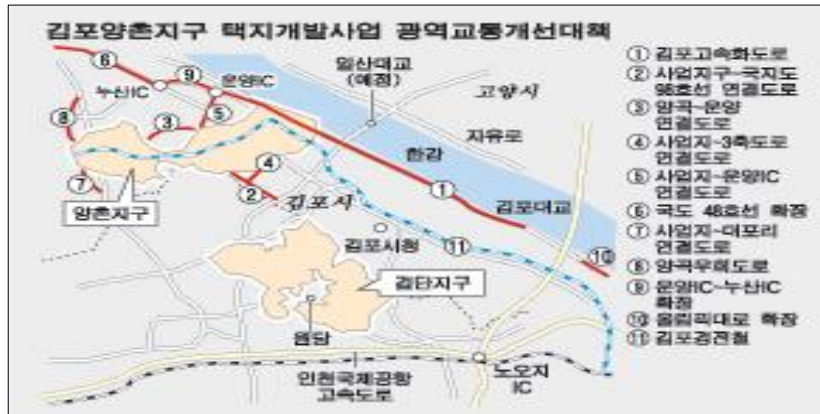 김포양촌지구 택지개발사업 광역교통개선대책
① 김포고속화도로
② 사업지구~국지도
98호선 연결도로
③ 양곡~운양
연결도로
④ 사업지~3축도로
연결도로
⑤ 사업지~운양IC
연결도로
⑥ 국도 48호선 확장
⑦ 사업지~대포리
연결도로
⑧ 양곡우회도로
⑨ 운양IC~누산IC
확장
⑩ 올림픽대로 확장
⑪ 김포경전철
⑥
⑨
운양IC
일산대교
(예정)
고양시
누산IC
⑧
③
⑤
자유로
한강
④
①
⑦
②
김포시
김포대교
양촌지구
김포시청
⑪
⑩
검단지구
원당
인천국제공항
고속도로
노오지
IC